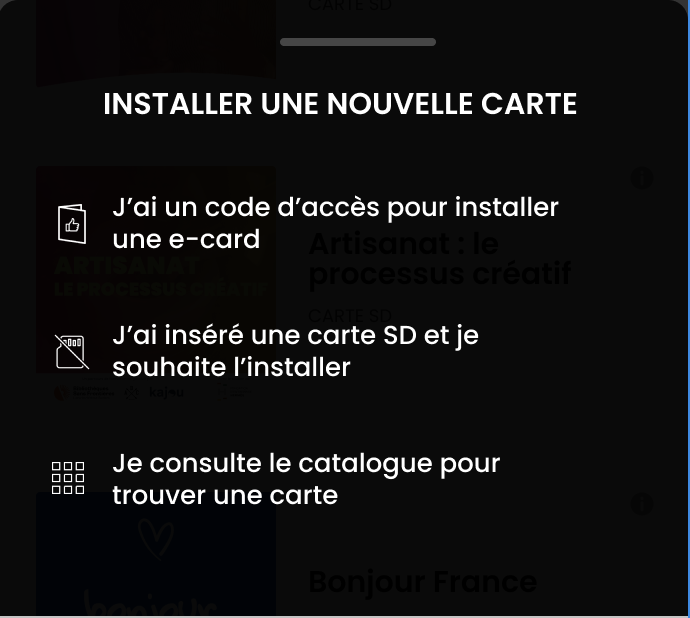 CARTE SD
INSTALLER UNE NOUVELLE CARTE
J'ai un code d'accès pour installer
une e-card
Artisanat : le
processus créatif
ARTISANAT
LE PROCESSUS CRÉATIF
CARTE SD
J'ai inséré une carte SD et je
souhaite l'installer
kajou
Je consulte le catalogue pour
trouver une carte
Bonjour France
bonjour